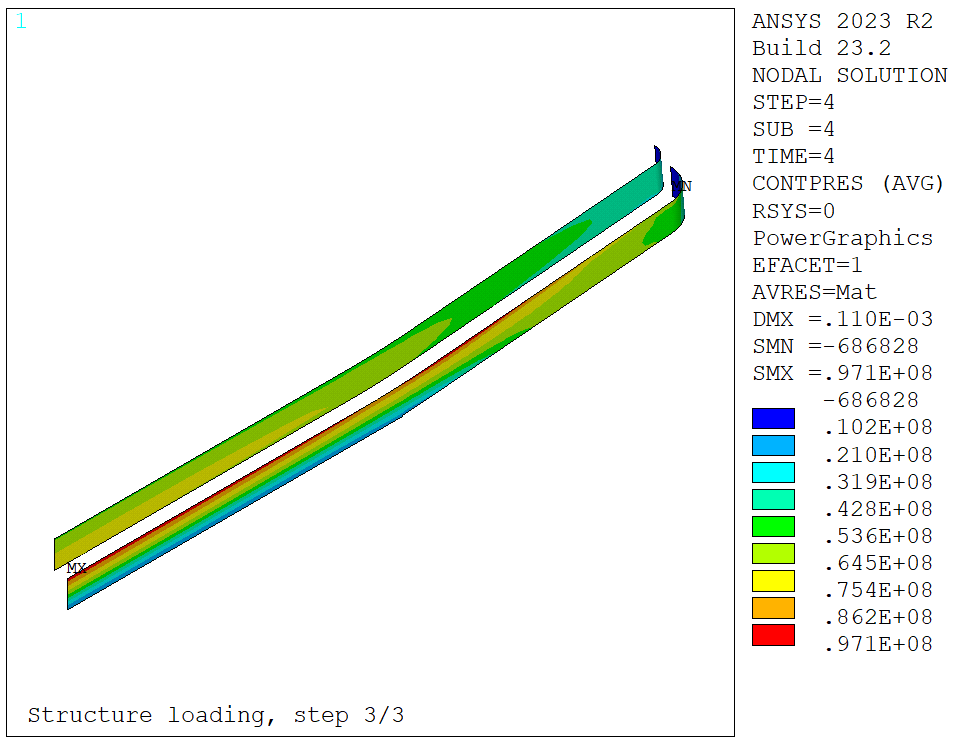 1
ANSYS 2023 R2
Build 23.2
NODAL SOLUTION
STEP=4
SUB =4
TIME=4
CONTPRES (AVG)
RSYS=0
PowerGraphics
EFACET=1
AVRES=Mat
DMX =.110E-03
SMN =-686828
SMX =.971E+08
-686828
.102E+08
.210E+08
.319E+08
.428E+08
.536E+08
.645E+08
.754E+08
.862E+08
.971E+08
MN
MX
Structure loading, step 3/3